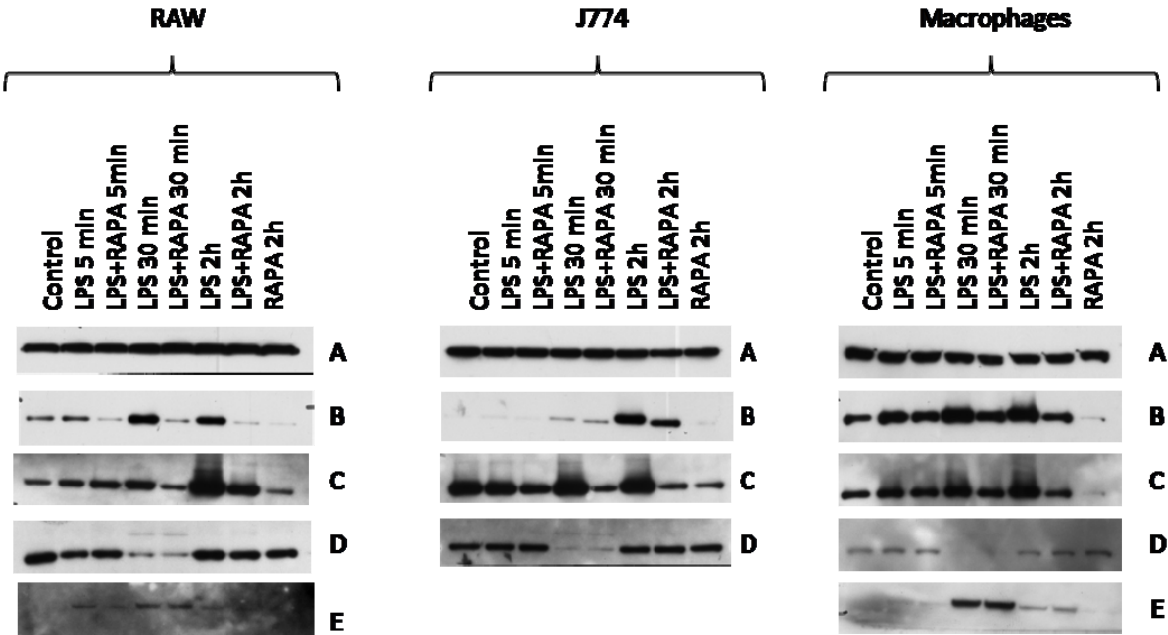 RAW
J774
Macrophages
Control
LPS 5 min
LPS+RAPA 5min
LPS 30 min
LPS+RAPA 30 min
LPS 2h
LPS+RAPA 2h
RAPA 2h
Control
LPS 5 min
LPS+RAPA 5min
LPS 30 min
LPS+RAPA 30 min
LPS 2h
LPS+RAPA 2h
RAPA 2h
Control
LPS 5 min
LPS+RAPA 5min
LPS 30 min
LPS+RAPA 30 min
LPS 2h
LPS+RAPA 2h
RAPA 2h
A
B
C
D
E
A
B
C
D
A
B
C
D
E